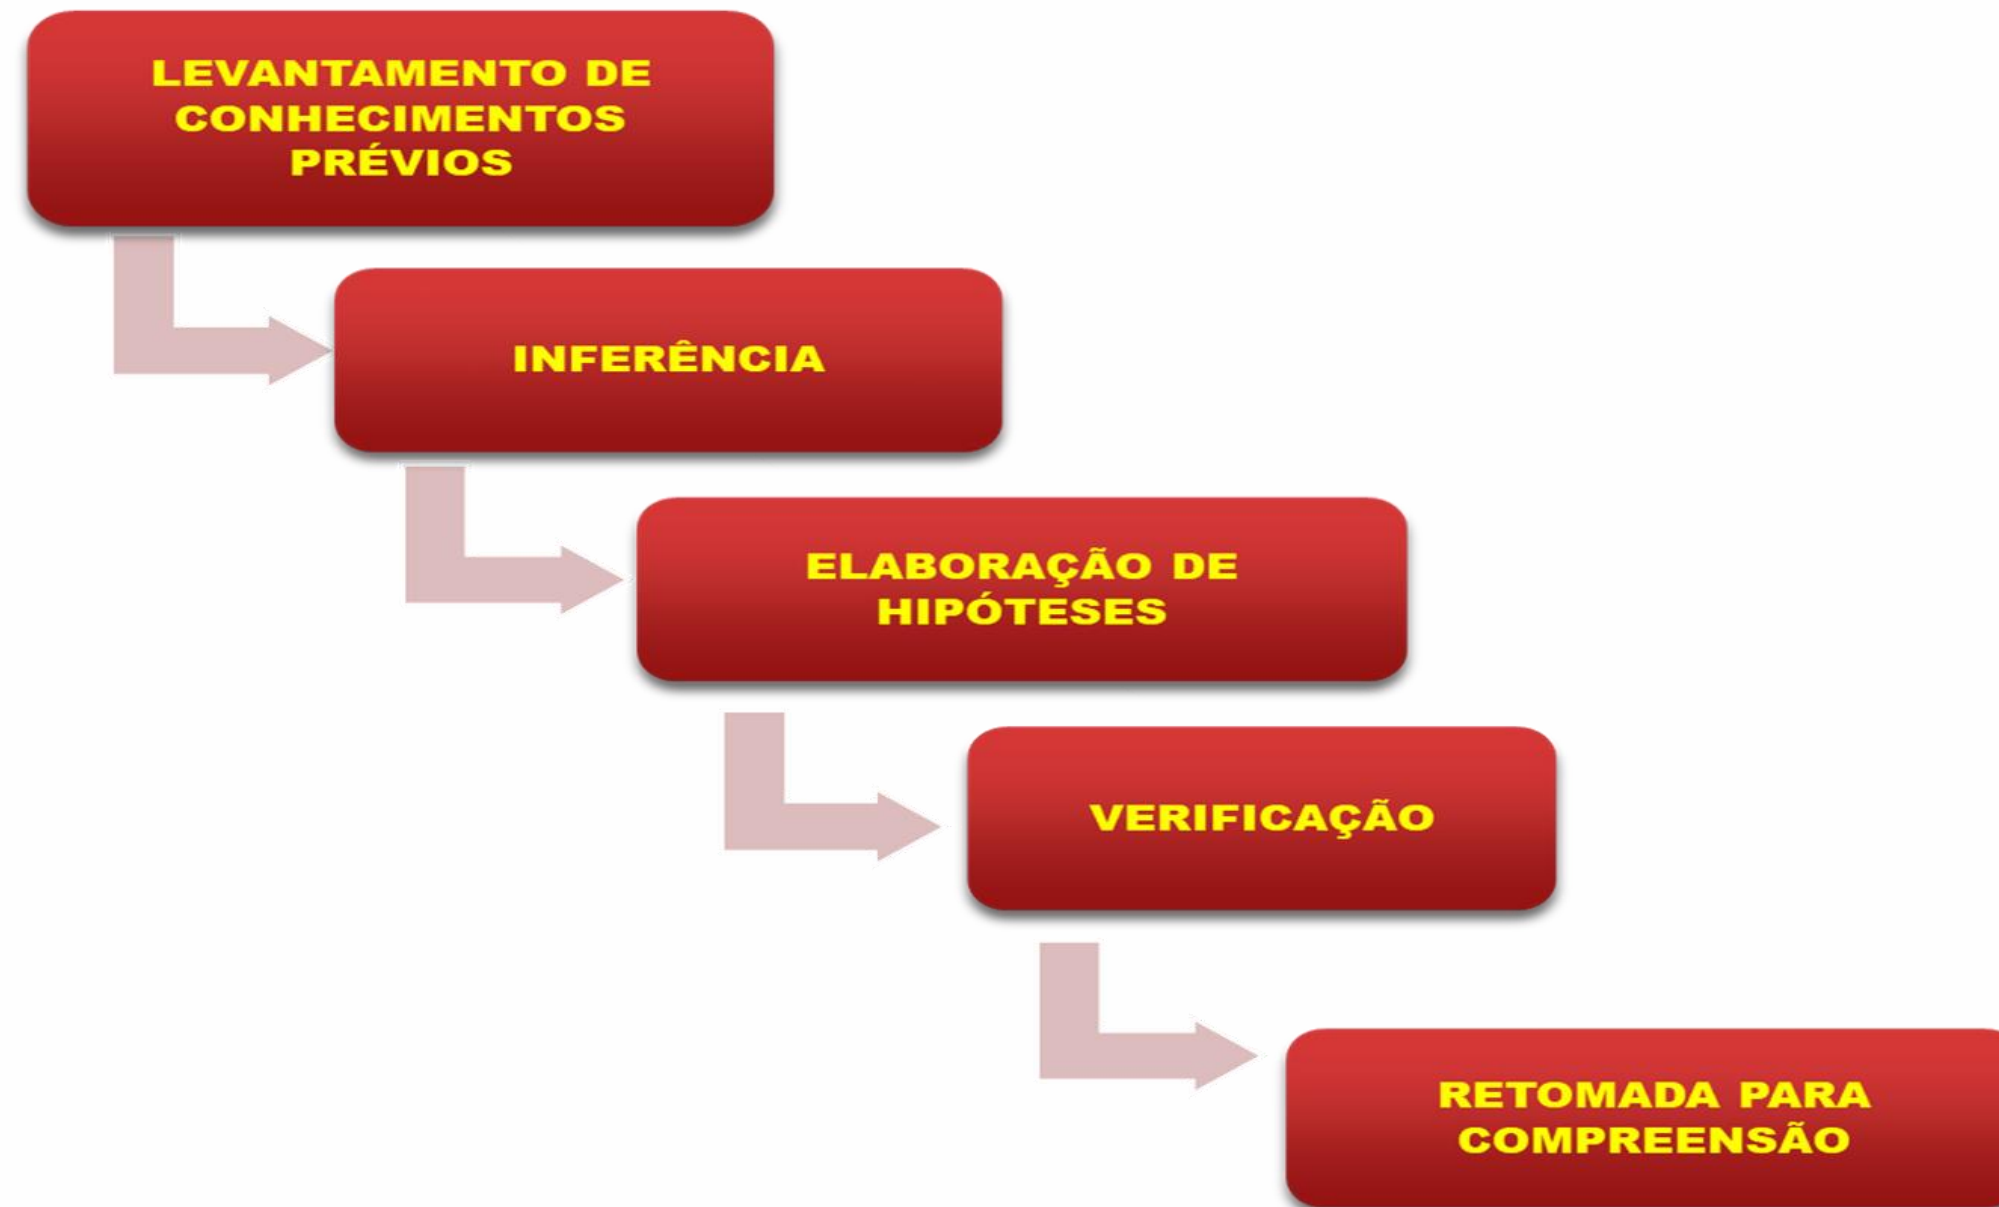 LEVANTAMENTO DE
CONHECIMENTOS
PRÉVIOS
INFERÊNCIA
ELABORAÇÃO DE
HIPÓTESES
VERIFICAÇÃO
RETOMADA PARA
COMPREENSÃO